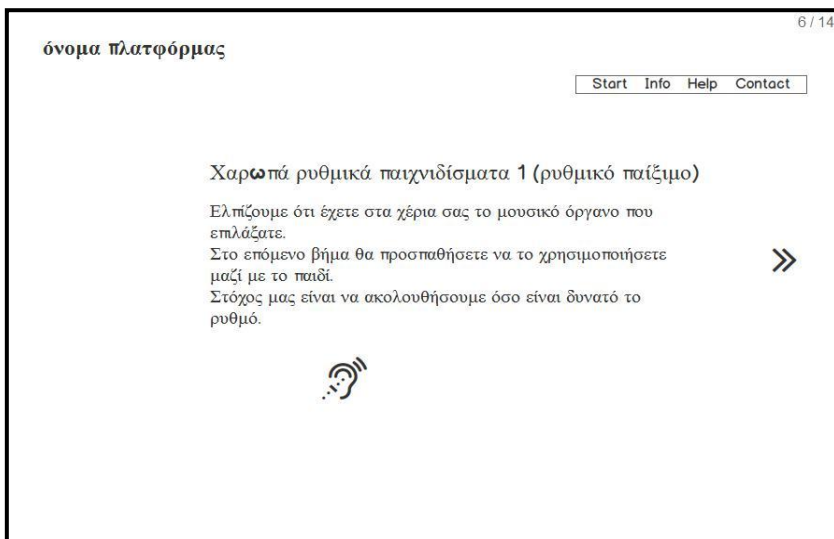 6 / 14
όνομα πλατφόρμας
Start Info Help Contact
Χαρωπά ρυθμικά παιχνιδίσματα 1 (ρυθμικό παίξιμο)
Ελπίζουμε ότι έχετε στα χέρια σας το μουσικό όργανο που
επιλάξατε.
Στο επόμενο βήμα θα προσπαθήσετε να το χρησιμοποιήσετε
μαζί με το παιδί.
Στόχος μας είναι να ακολουθήσουμε όσο είναι δυνατό το
ρυθμό.